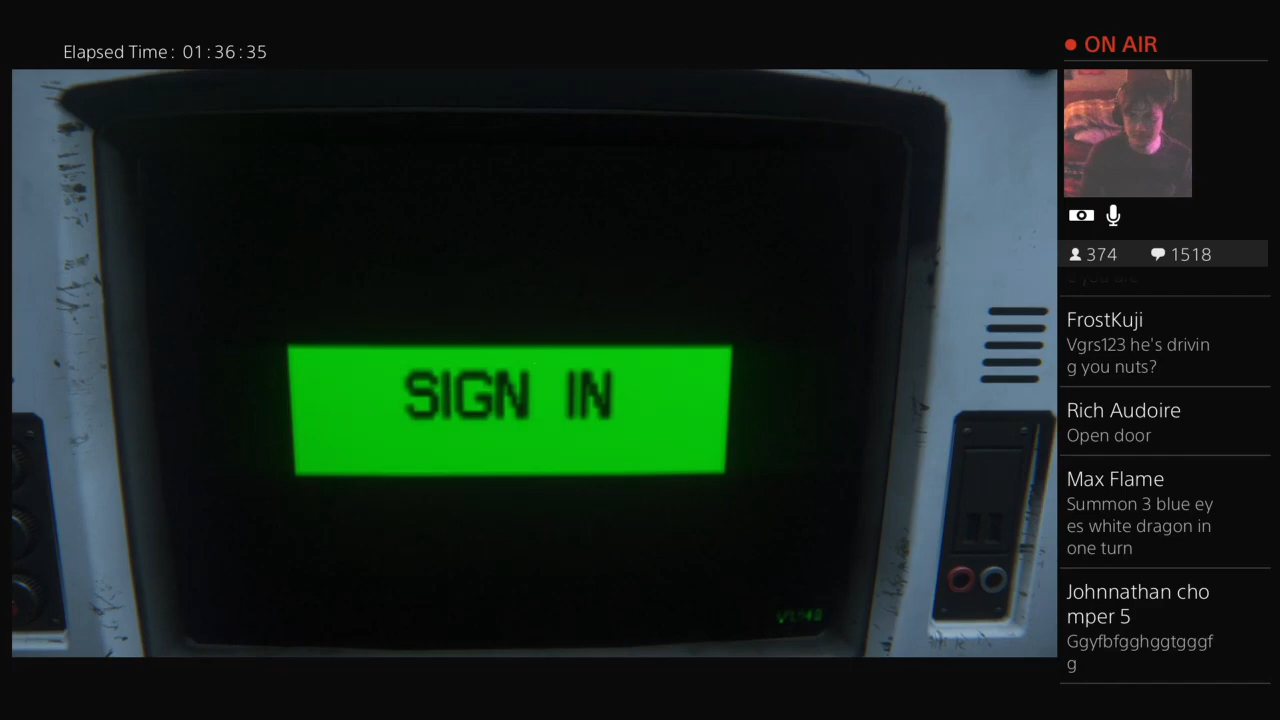 Elapsed Time: 01:36:35
ON AIR
374 1518
FrostKuji
Vgrs123 he's drivin
g you nuts?
Rich Audoire
Open door
Max Flame
Summon 3 blue ey
es white dragon in
one turn
Johnnathan cho
mper 5
Ggyfbfgghggtgggf
g
SIGN IN